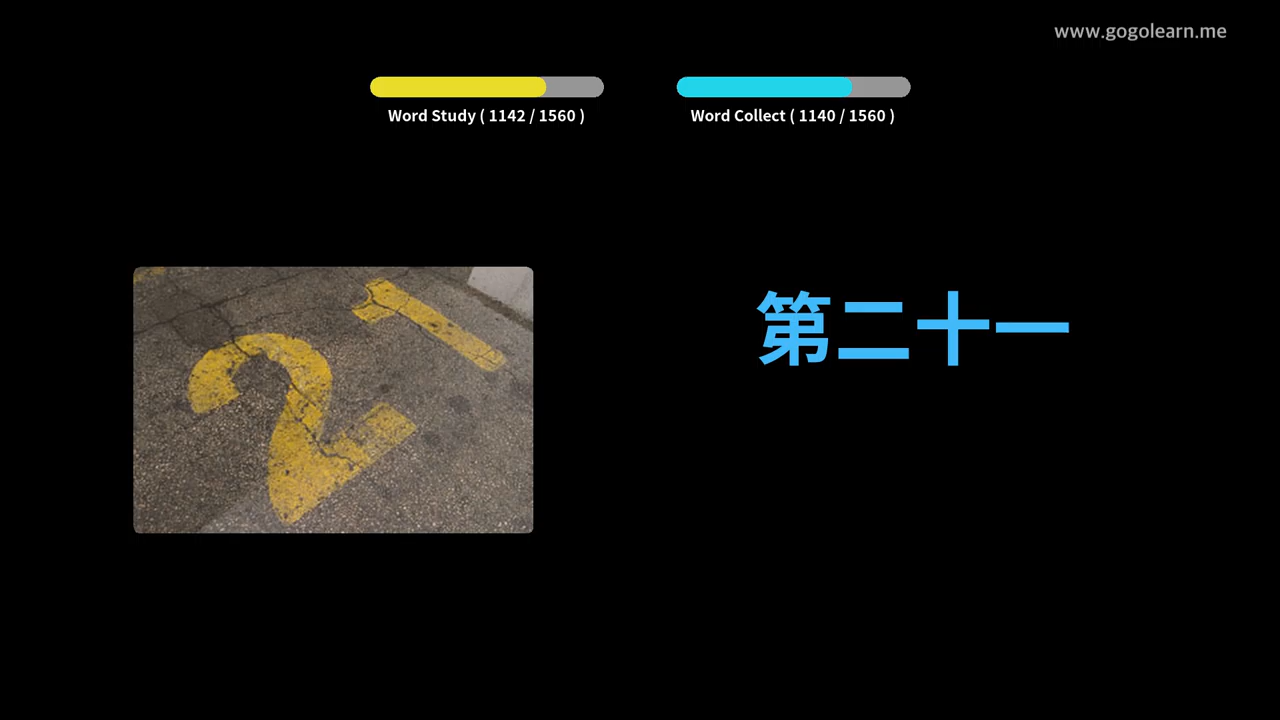 www.gogolearn.me
Word Study ( 1142 / 1560 )
Word Collect ( 1140 / 1560 )
21
第二十一